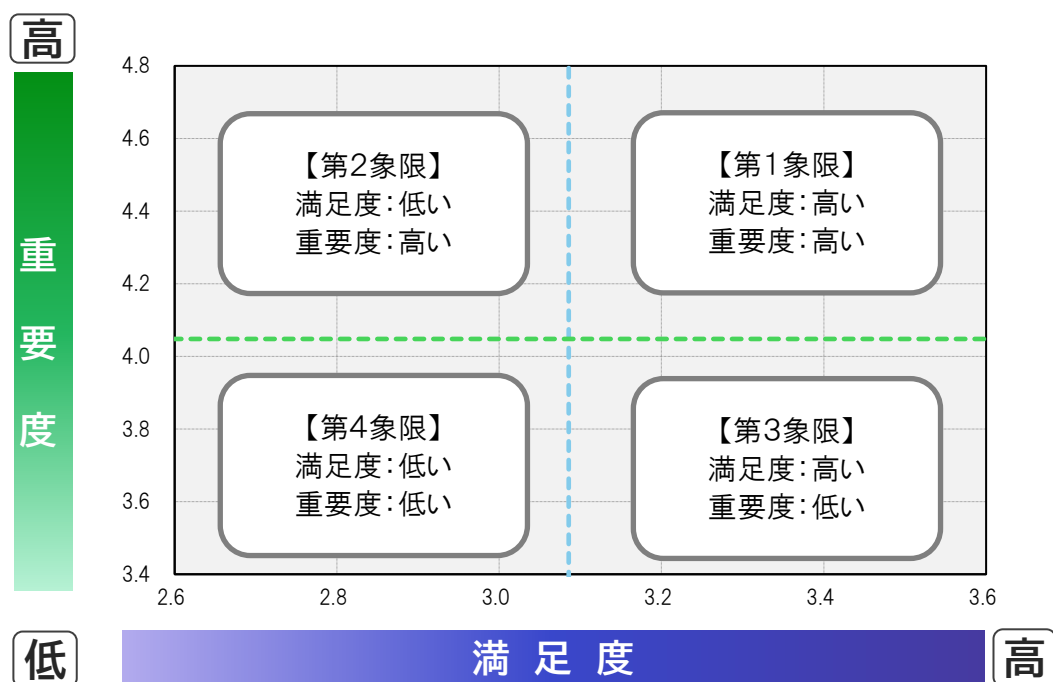 高
重要度
4.8
4.6
4.4
4.2
4.0
3.8
3.6
3.4
【第2象限】
満足度:低い
重要度:高い
【第1象限】
満足度:高い
重要度:高い
【第4象限】
満足度:低い
重要度:低い
【第3象限】
満足度:高い
重要度:低い
2.6
2.8
3.0
3.2
3.4
3.6
低
満足度
高